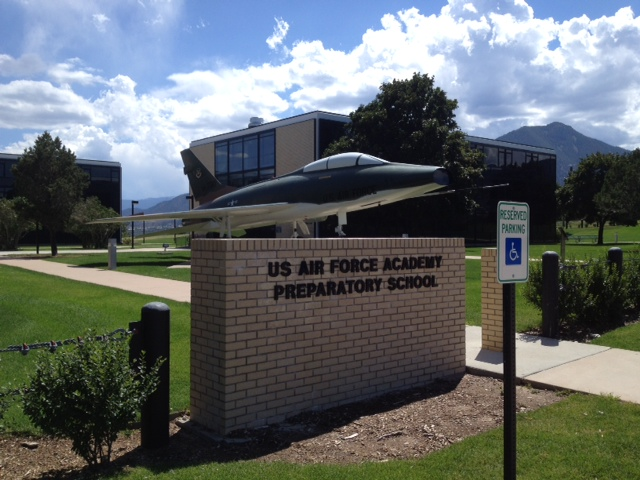 US AIR FORCE ACADEMY
PREPARATORY SCHOOL
RESERVED
PARKING